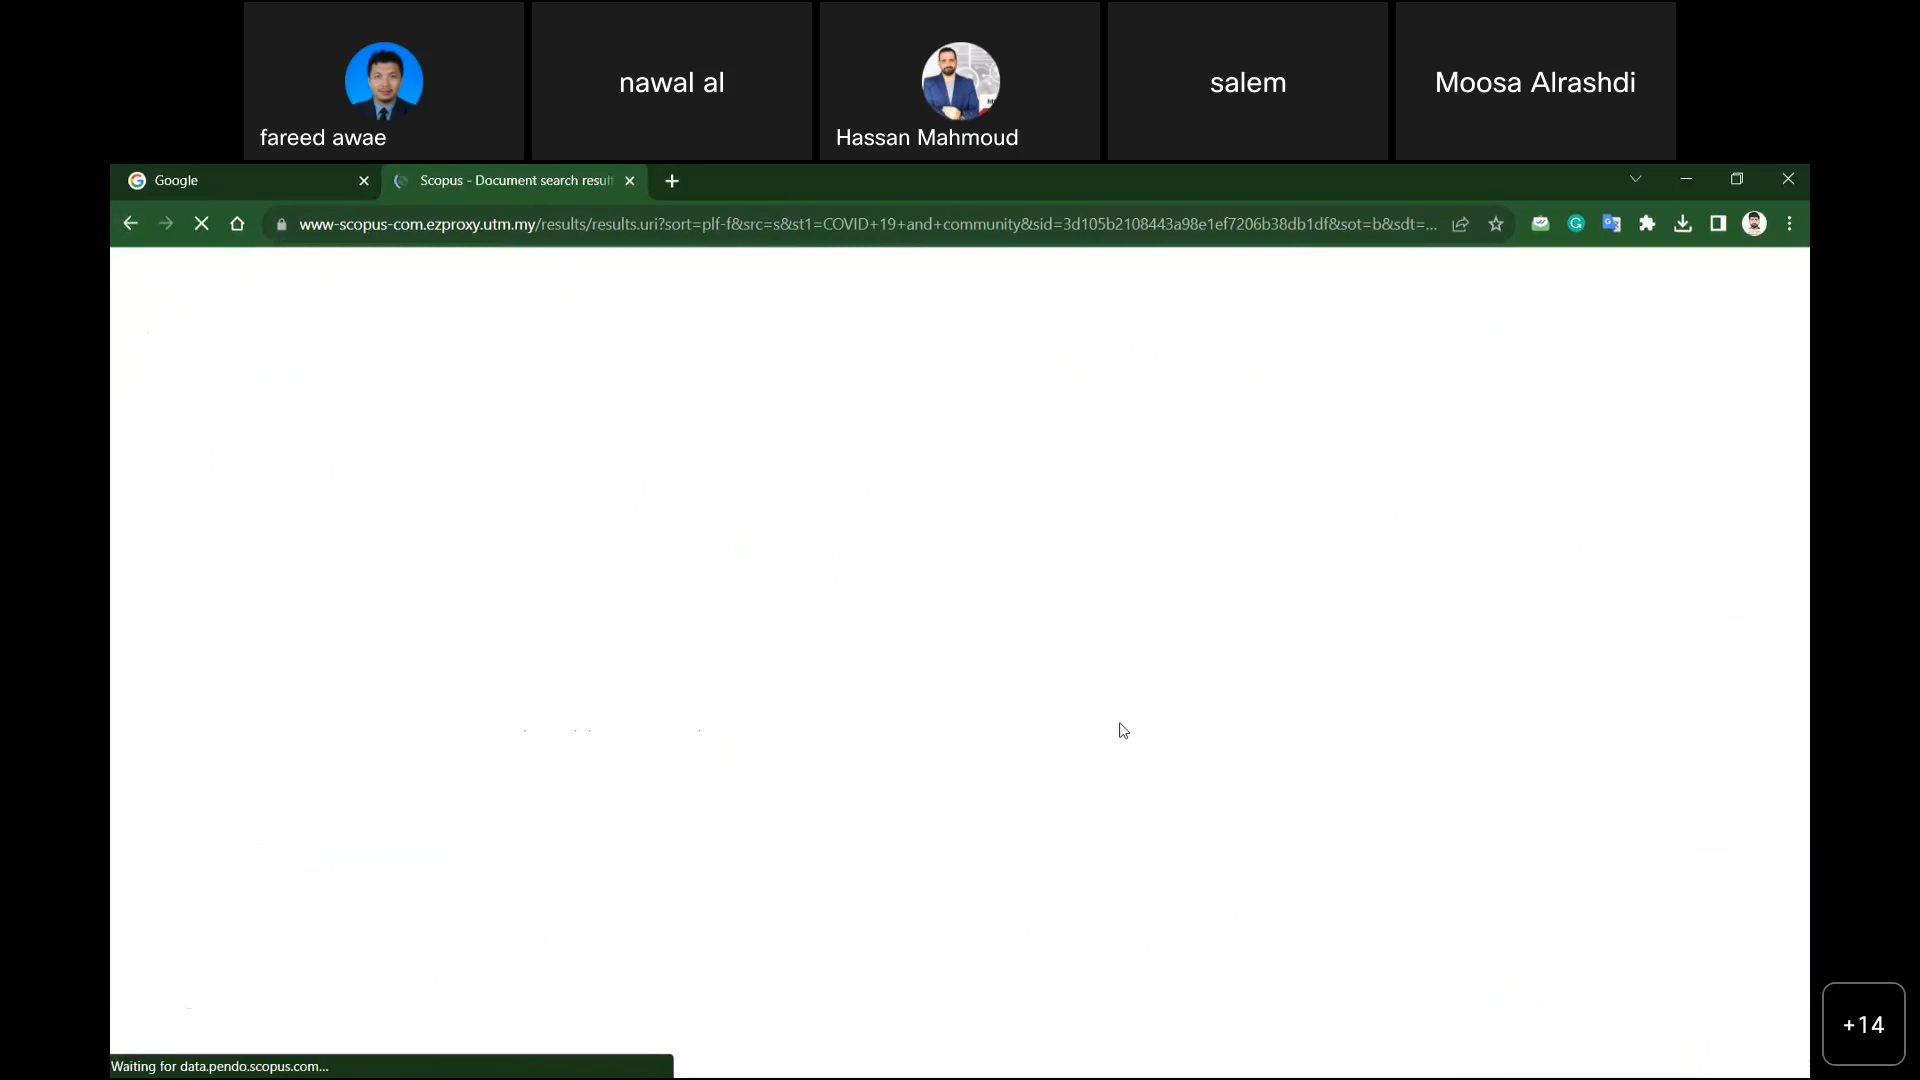 fareed awae
nawal al
Hassan Mahmoud
salem
Moosa Alrashdi
Google
Scopus - Document search resul
www-scopus-com.ezproxy.utm.my/results/results.uri?sort=plf-f&src=s&st1=COVID+19+and+community&sid=3d105b2108443a98e1ef7206b38db1df&sot=b&sdt=...
Waiting for data.pendo.scopus.com...
+14